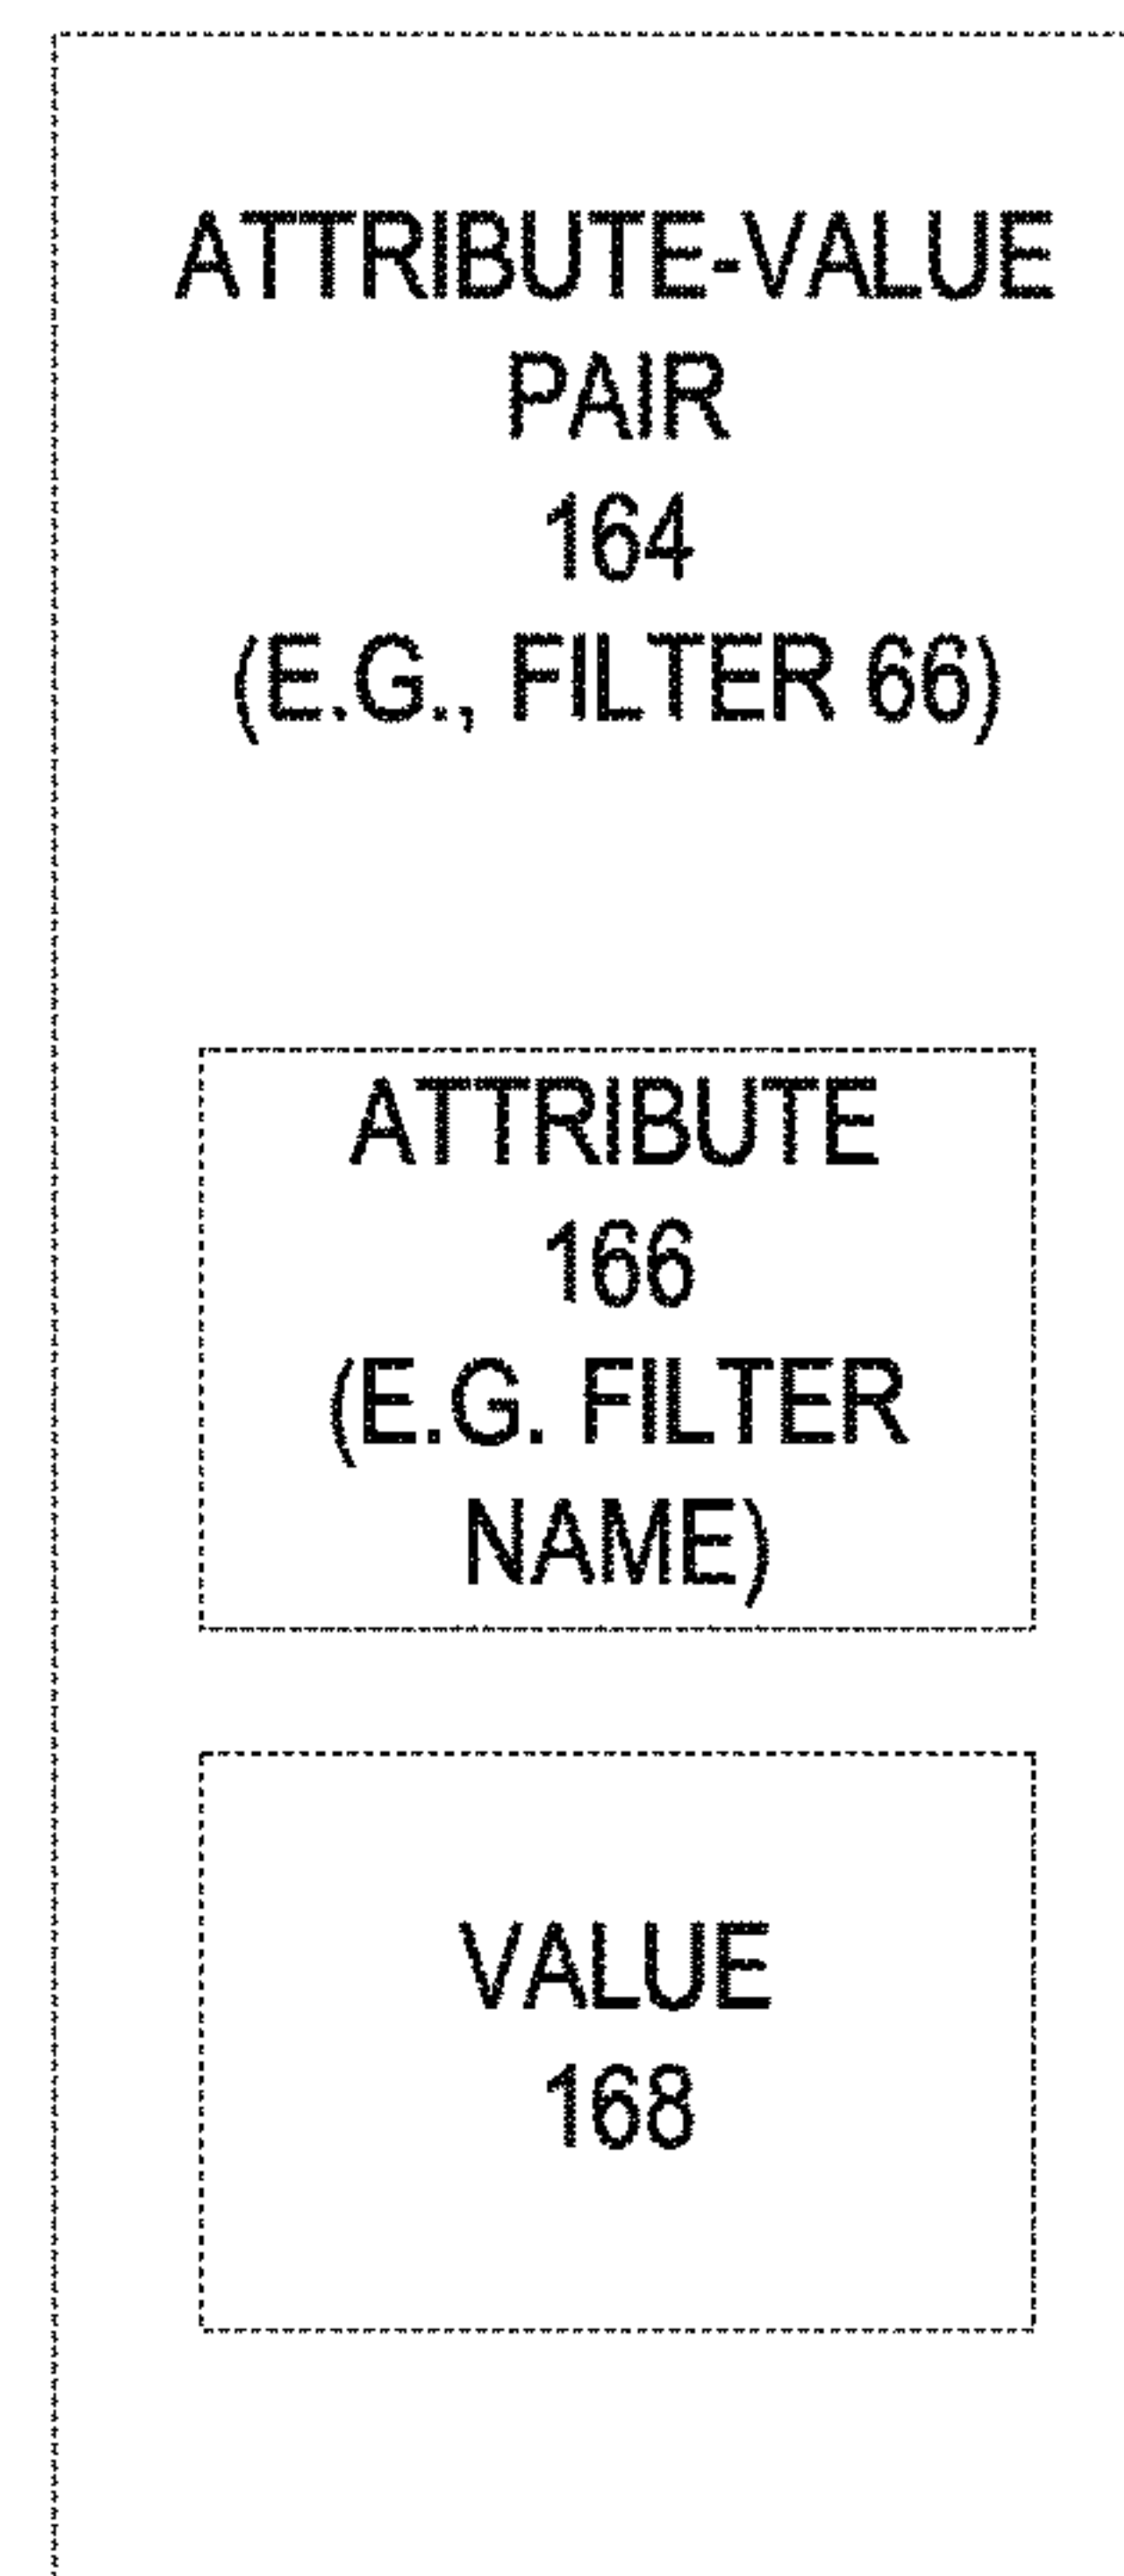 ATTRIBUTE-VALUE
PAIR
164
(E.G., FILTER 66)
ATTRIBUTE
166
(E.G. FILTER
NAME)
VALUE
168